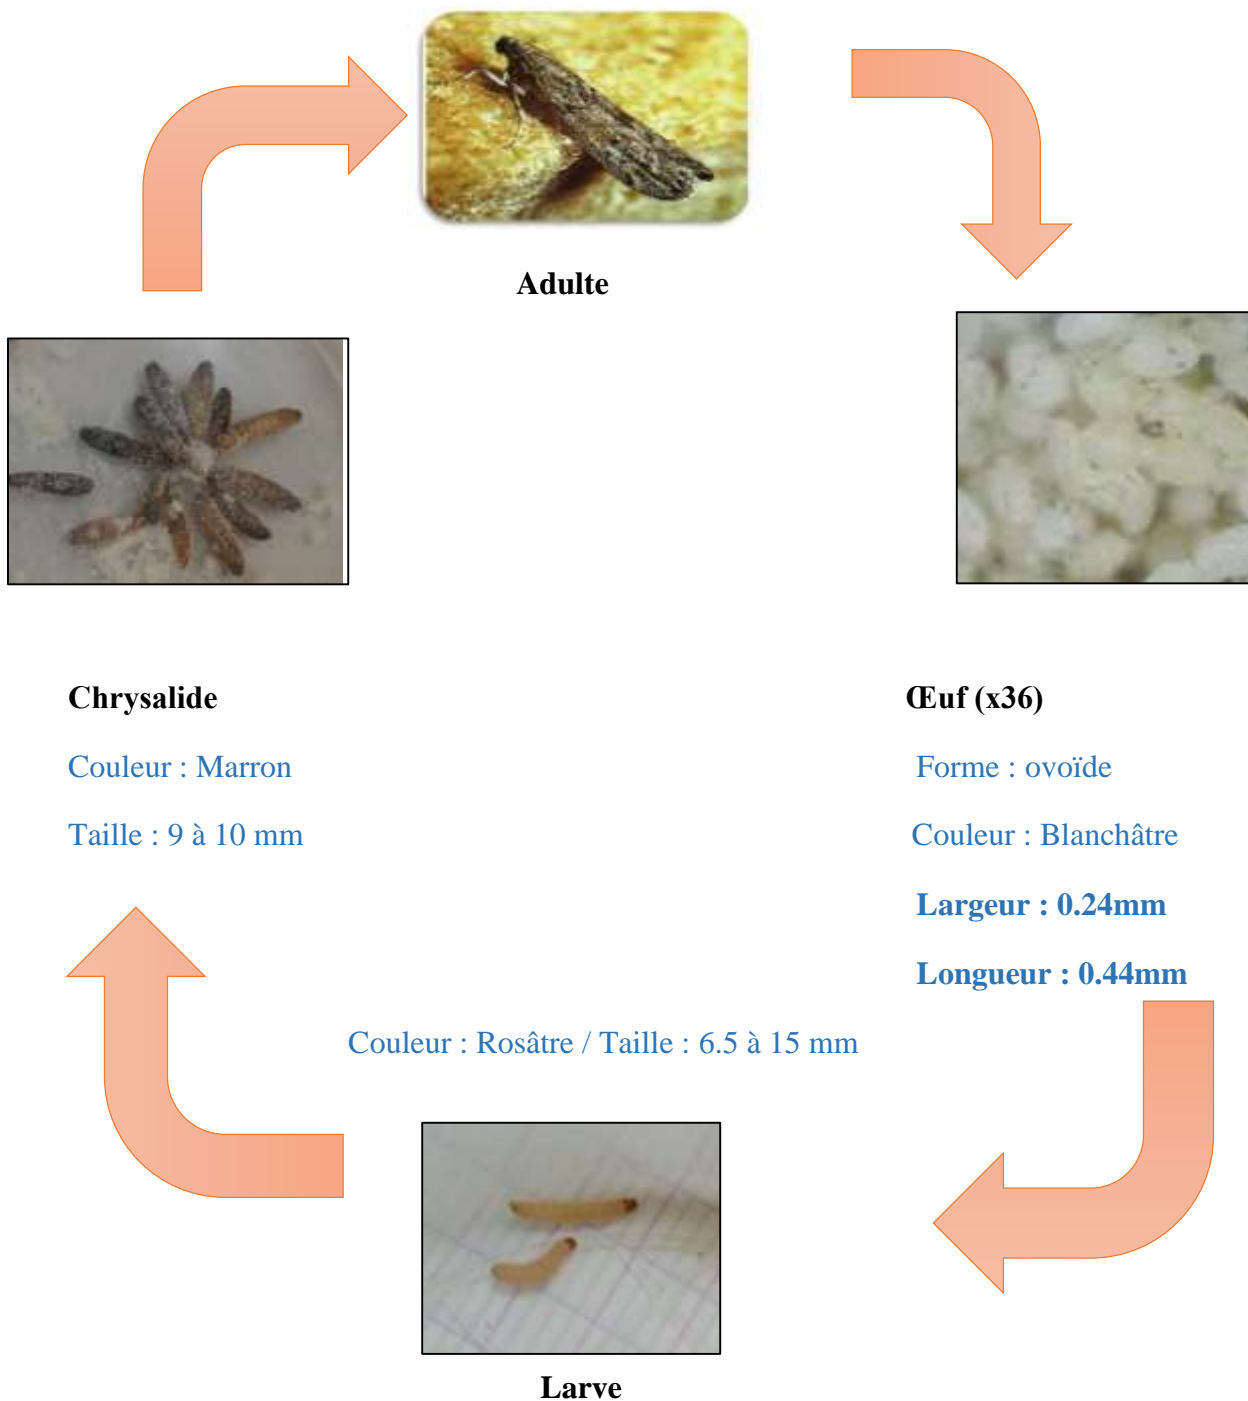 Adulte
Chrysalide
Couleur : Marron
Taille : 9 à 10 mm
Œuf (x36)
Forme : ovoïde
Couleur : Blanchâtre
Largeur : 0.24mm
Longueur : 0.44mm
Couleur : Rosâtre / Taille : 6.5 à 15 mm
Larve